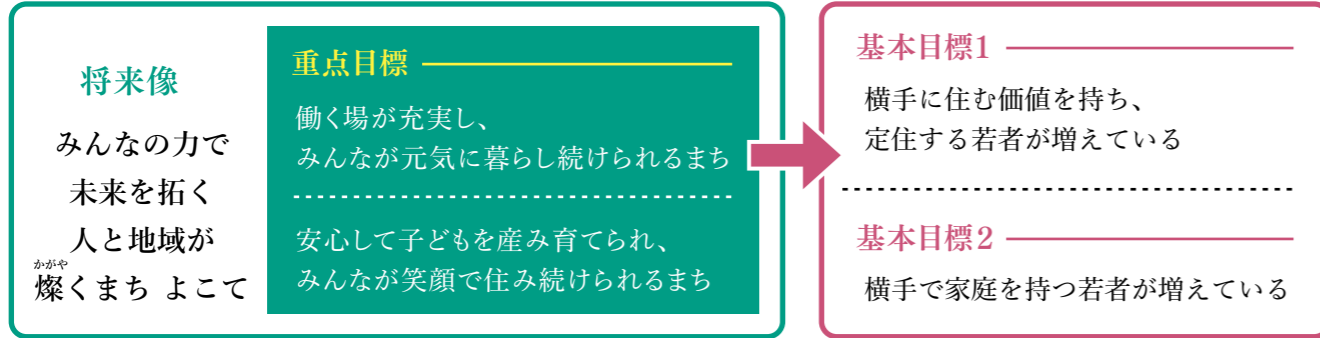 将来像
みんなの力で
未来を拓く
人と地域が
かがや
燦くまち よこて
重点目標
働く場が充実し、
みんなが元気に暮らし続けられるまち
安心して子どもを産み育てられ、
みんなが笑顔で住み続けられるまち
基本目標1
横手に住む価値を持ち、
定住する若者が増えている
基本目標2
横手で家庭を持つ若者が増えている